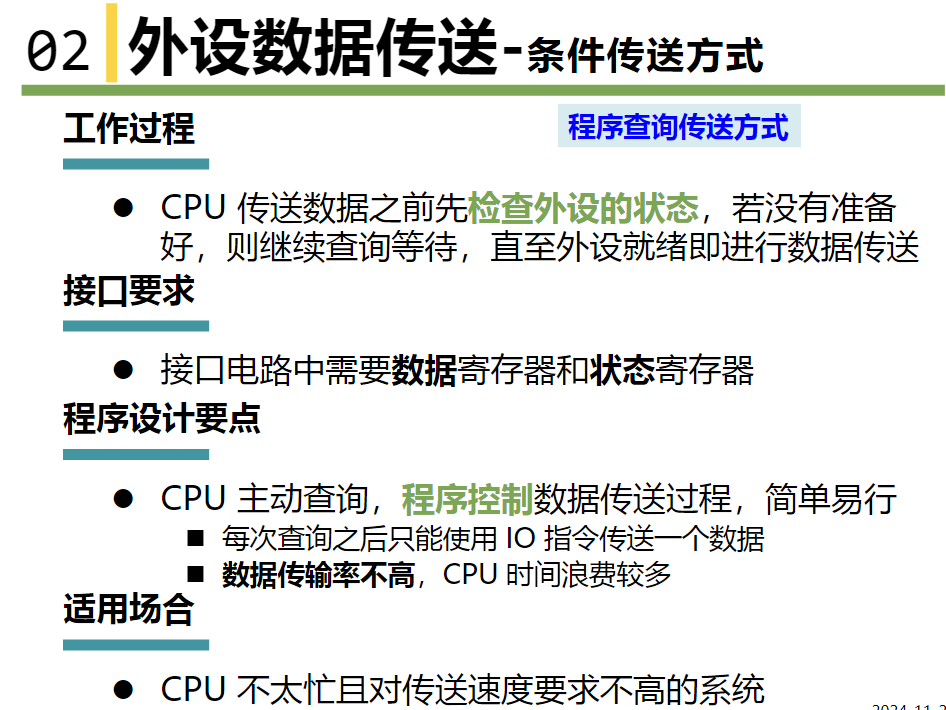 02 外设数据传送-条件传送方式
工作过程
程序查询传送方式
● CPU 传送数据之前先检查外设的状态，若没有准备
好，则继续查询等待，直至外设就绪即进行数据传送
接口要求
● 接口电路中需要数据寄存器和状态寄存器
程序设计要点
● CPU 主动查询，程序控制数据传送过程，简单易行
■ 每次查询之后只能使用 IO 指令传送一个数据
■ 数据传输率不高，CPU 时间浪费较多
适用场合
● CPU 不太忙且对传送速度要求不高的系统